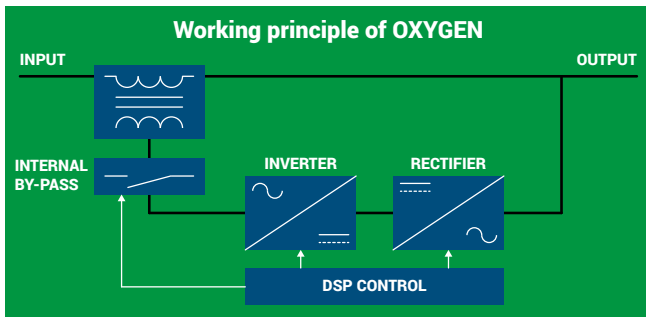 Working principle of OXYGEN
INPUT
OUTPUT
INTERNAL
BY-PASS
INVERTER
RECTIFIER
DSP CONTROL